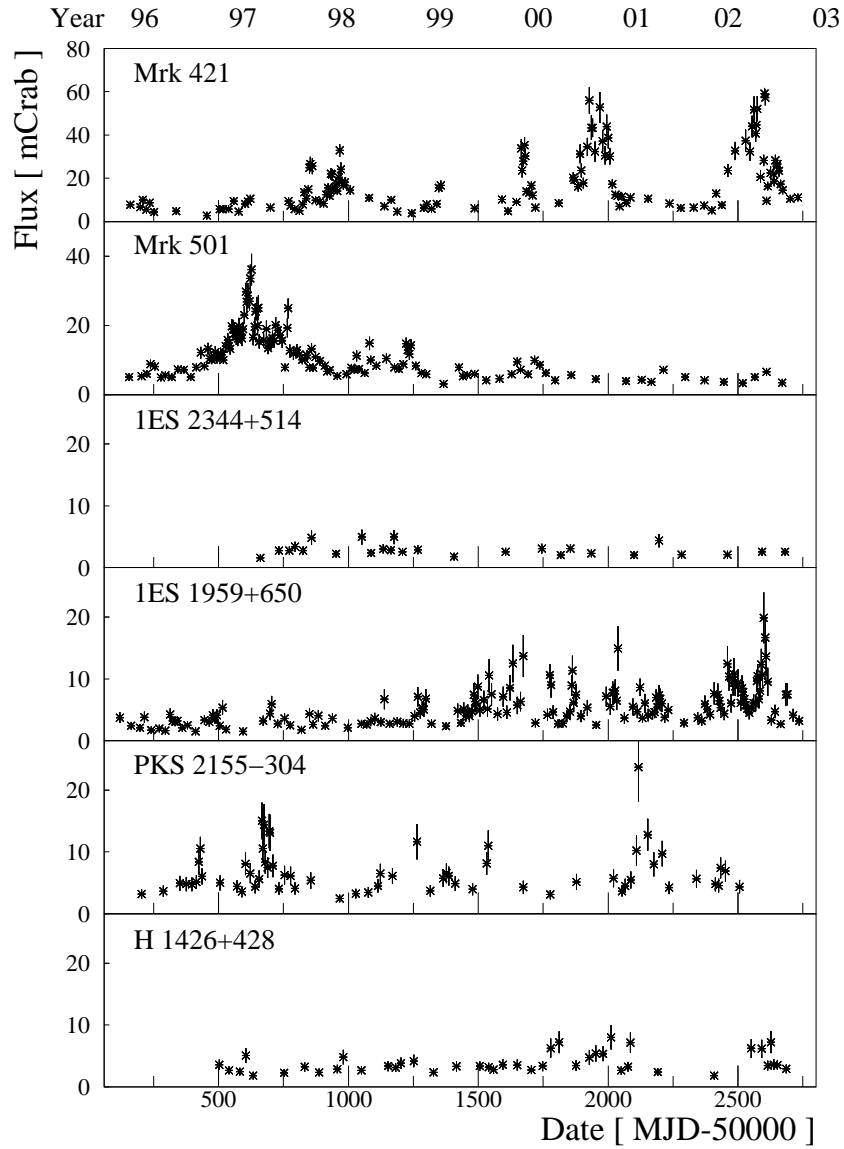 Year 96 97 98 99 00 01 02 03
Flux [ mCrab ]
80
Mrk 421
60
40
20
0
Mrk 501
40
20
0
1ES 2344+514
20
10
0
1ES 1959+650
20
10
0
PKS 2155−304
20
10
0
H 1426+428
20
10
0
500 1000 1500 2000 2500
Date [ MJD-50000 ]